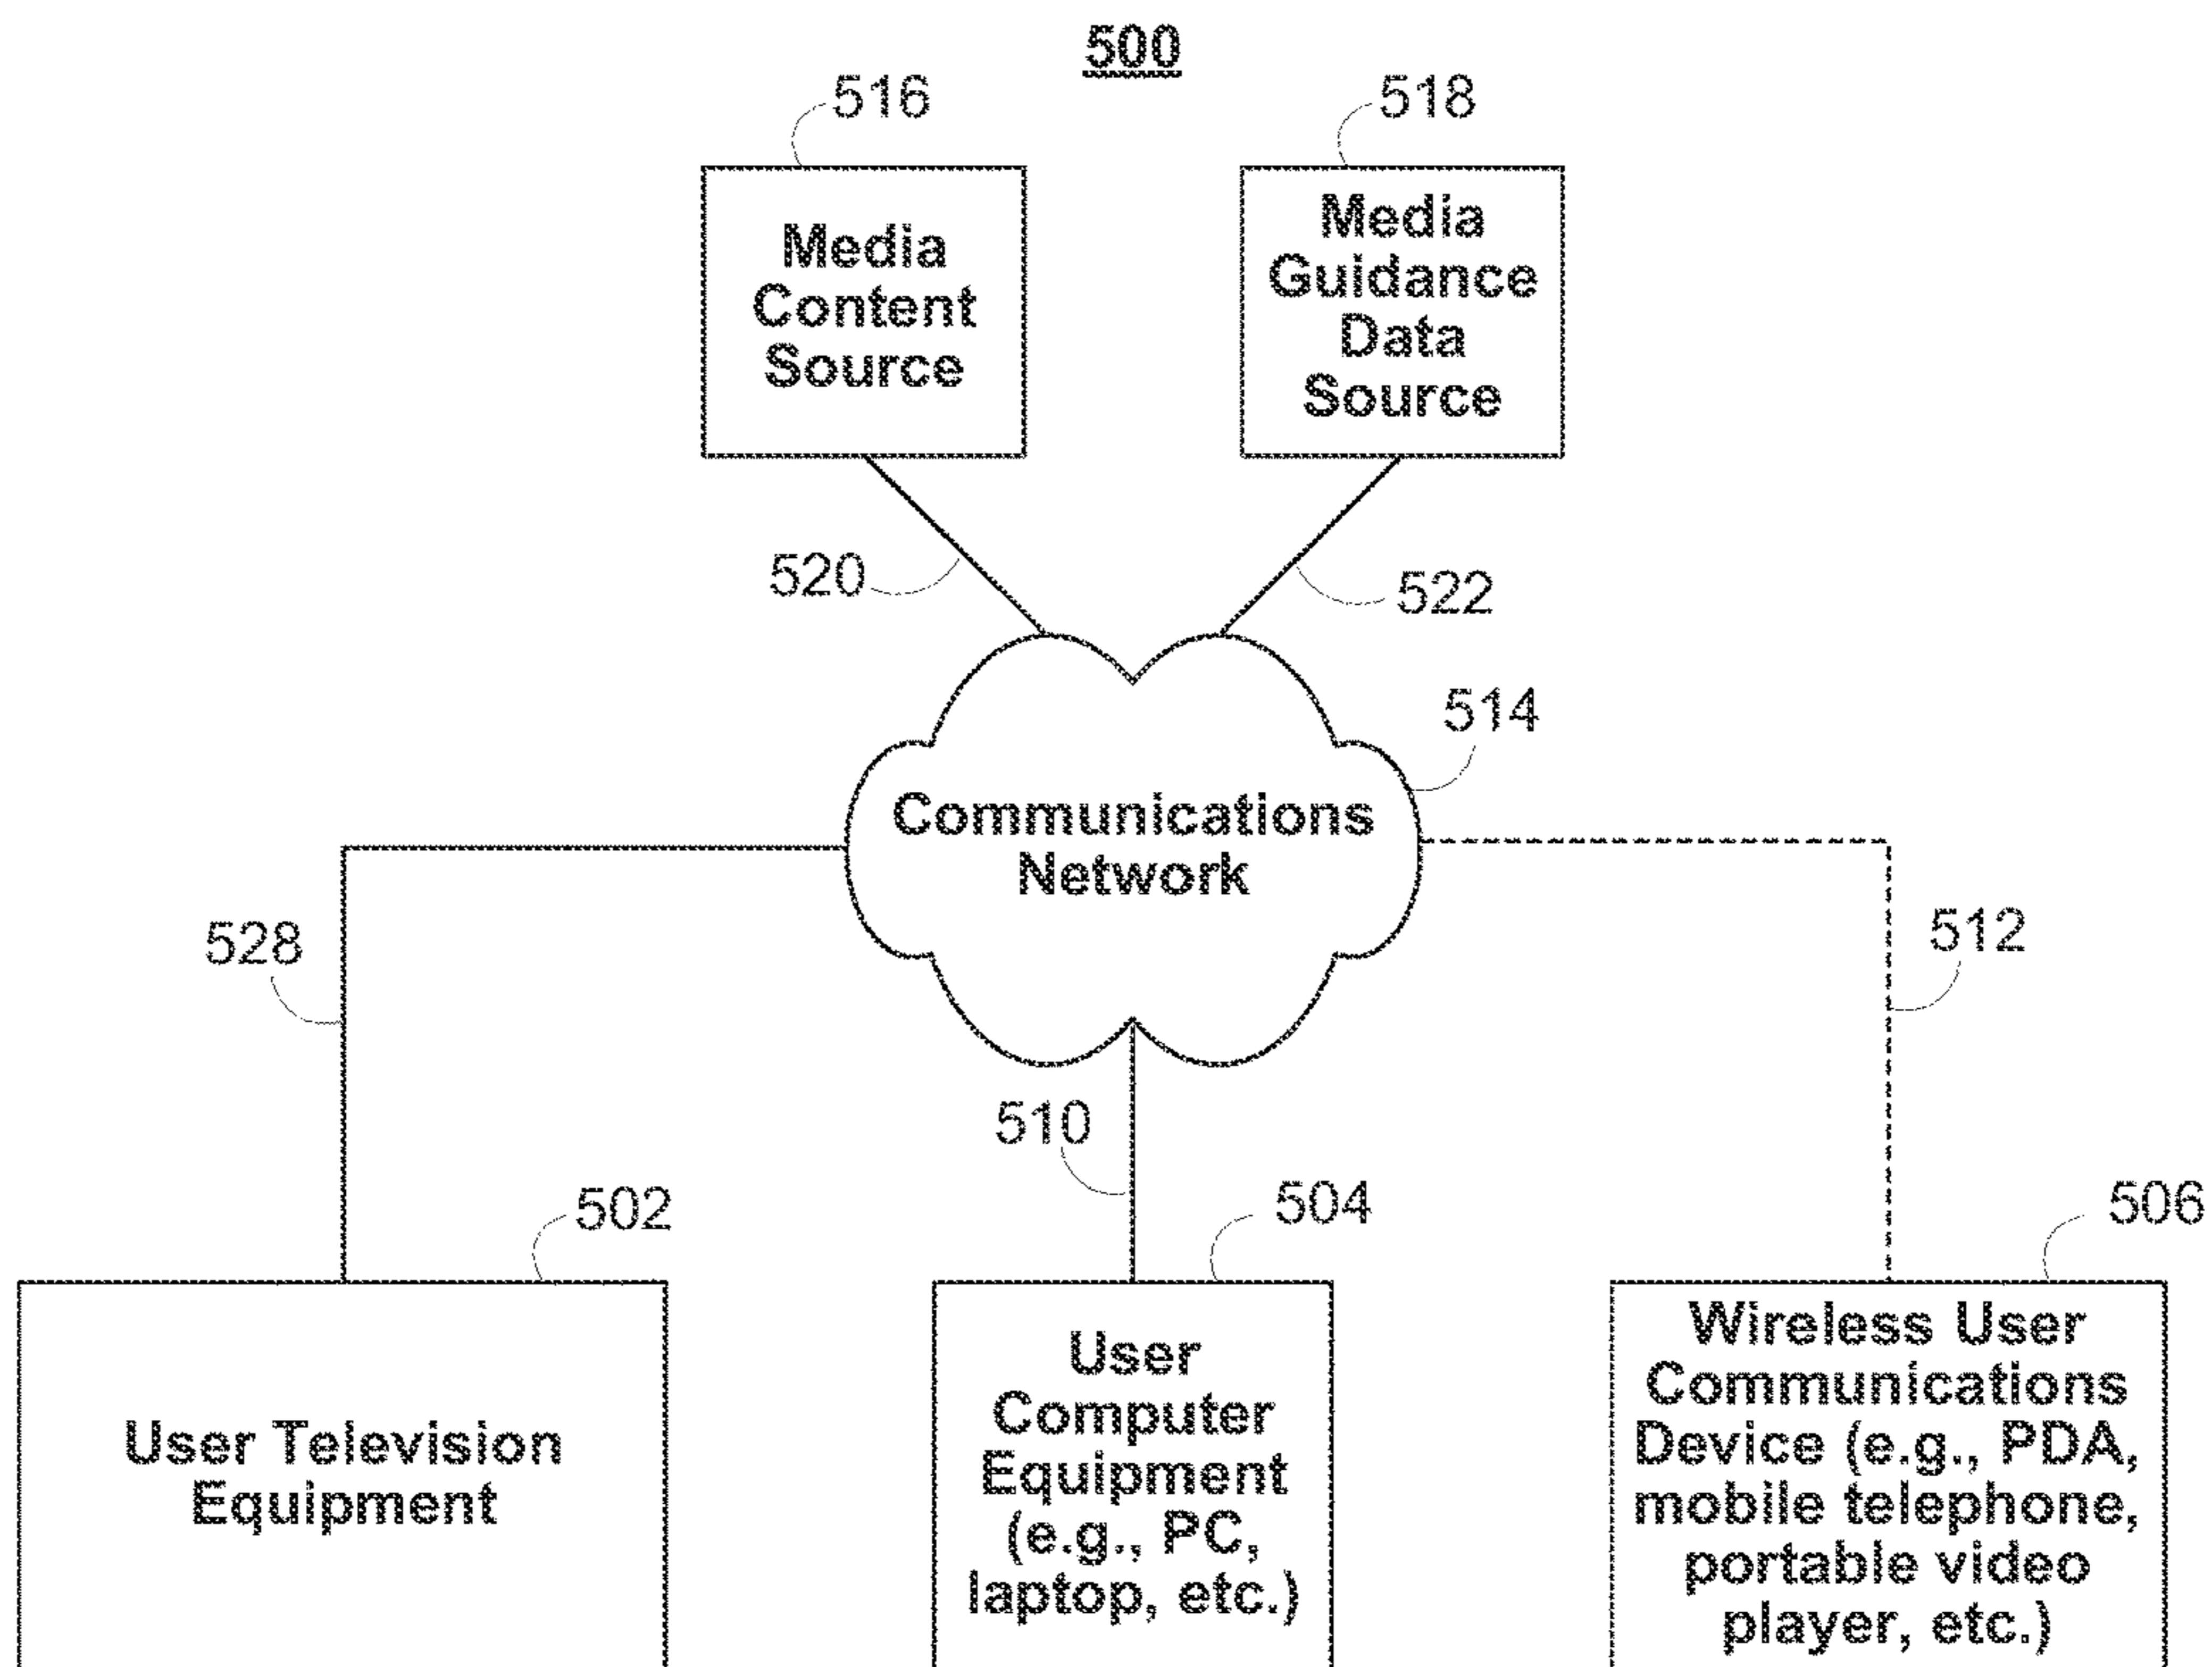 500
516
518
Media
Content
Source
Media
Guidance
Data
Source
520
522
514
Communications
Network
528
512
510
502
504
506
User Television
Equipment
User
Computer
Equipment
(e.g., PC,
laptop, etc.)
Wireless User
Communications
Device (e.g., PDA,
mobile telephone,
portable video
player, etc.)